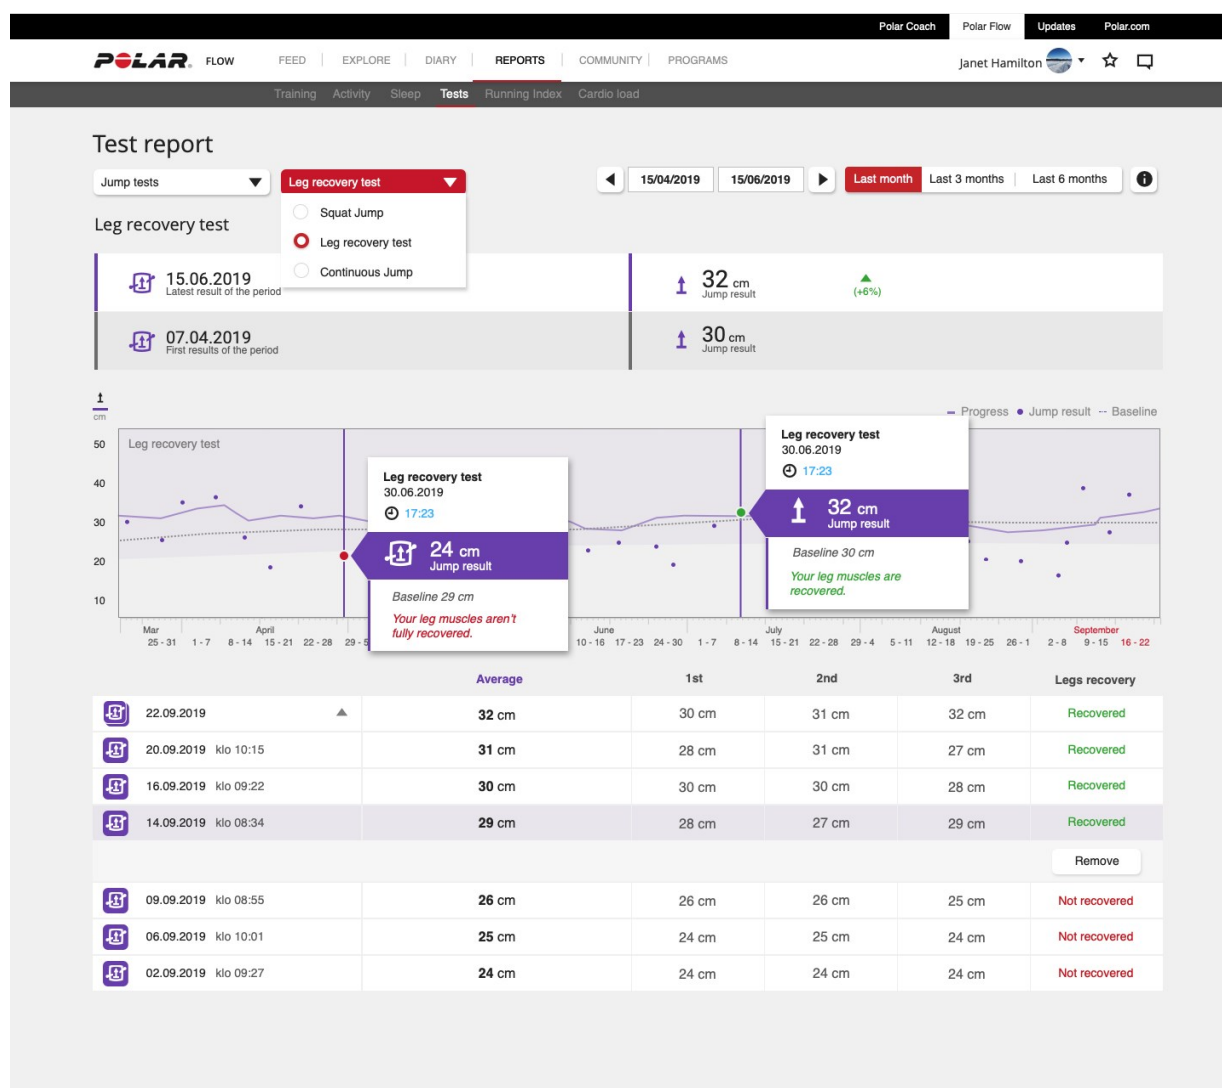 Polar Coach Polar Flow Updates Polar.com
POLAR. FLOW FEED EXPLORE DIARY REPORTS COMMUNITY PROGRAMS Janet Hamilton
Training Activity Sleep Tests Running Index Cardio load
Test report
Jump tests Leg recovery test 15/04/2019 15/06/2019 Last month Last 3 months Last 6 months i
Squat Jump
Leg recovery test
Leg recovery test
Continuous Jump
15.06.2019
Latest result of the period
32 cm
Jump result
(+6%)
07.04.2019
First results of the period
30 cm
Jump result
cm
Progress Jump result Baseline
50
40
30
20
10
Leg recovery test
Leg recovery test
30.06.2019
17:23
24 cm
Jump result
Baseline 29 cm
Your leg muscles aren't
fully recovered.
Leg recovery test
30.06.2019
17:23
32 cm
Jump result
Baseline 30 cm
Your leg muscles are
recovered.
Mar April June July August September
25 - 31 1 - 7 8 - 14 15 - 21 22 - 28 29 - 5 10 - 16 17 - 23 24 - 30 1 - 7 8 - 14 15 - 21 22 - 28 29 - 4 5 - 11 12 - 18 19 - 25 26 - 1 2 - 8 9 - 15 16 - 22
Average 1st 2nd 3rd Legs recovery
22.09.2019 32 cm 30 cm 31 cm 32 cm Recovered
20.09.2019 klo 10:15 31 cm 28 cm 31 cm 27 cm Recovered
16.09.2019 klo 09:22 30 cm 30 cm 30 cm 28 cm Recovered
14.09.2019 klo 08:34 29 cm 28 cm 27 cm 29 cm Recovered
Remove
09.09.2019 klo 08:55 26 cm 26 cm 26 cm 25 cm Not recovered
06.09.2019 klo 10:01 25 cm 24 cm 25 cm 24 cm Not recovered
02.09.2019 klo 09:27 24 cm 24 cm 24 cm 24 cm Not recovered